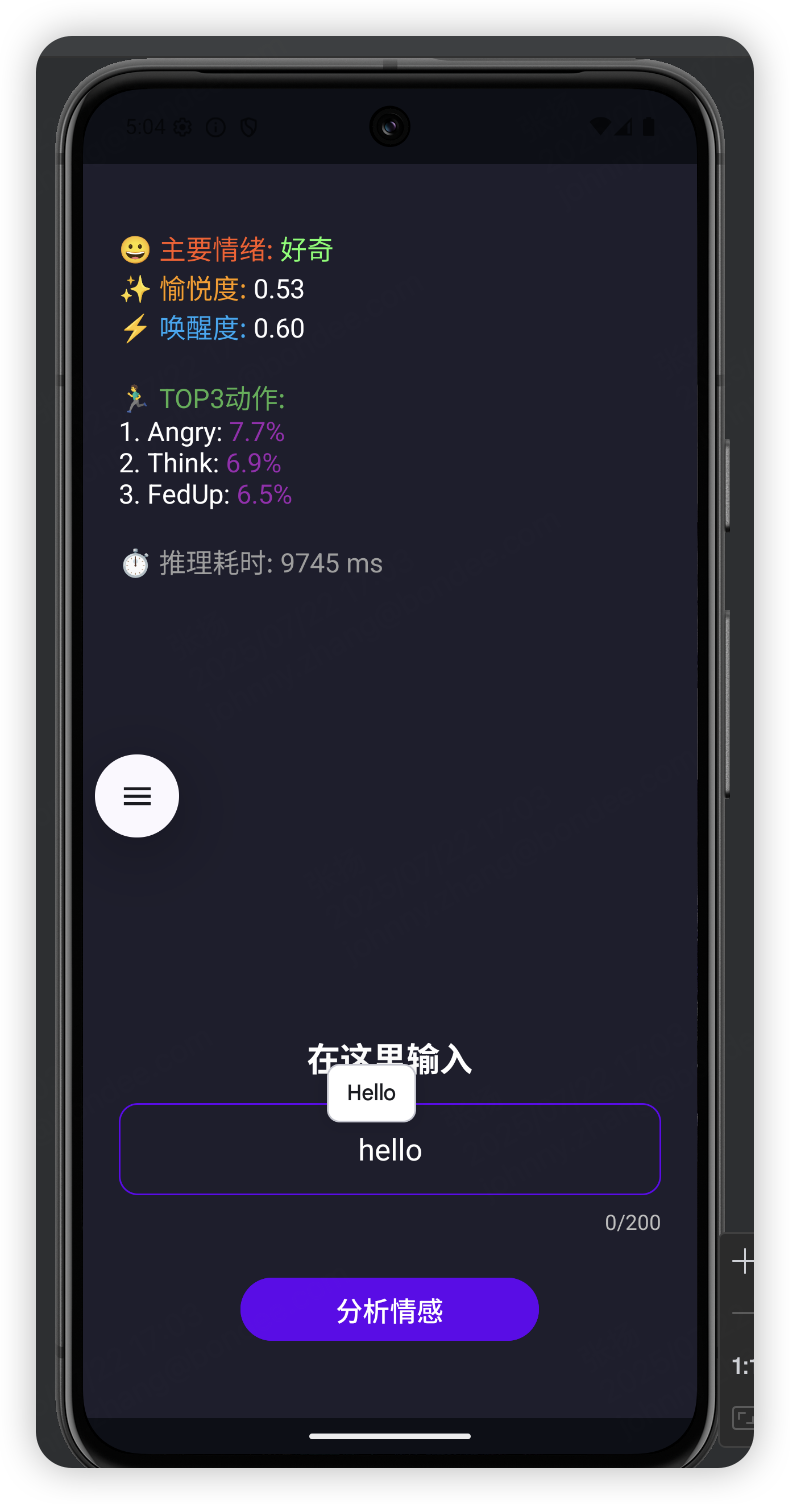 5:04
😀 主要情绪: 好奇
✨ 愉悦度: 0.53
⚡ 唤醒度: 0.60
🏃‍♂️ TOP3动作:
1. Angry: 7.7%
2. Think: 6.9%
3. FedUp: 6.5%
⏱️ 推理耗时: 9745 ms
在这里输入
Hello
hello
0/200
分析情感